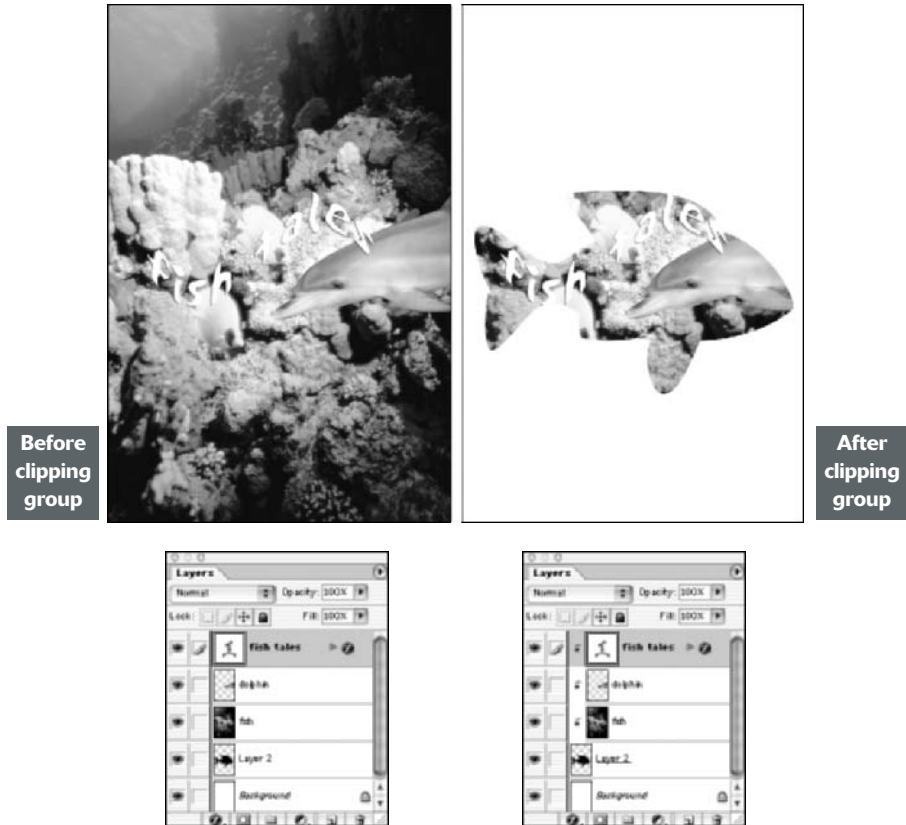 fish tales
fish tales
Before
clipping
group
After
clipping
group
Layers
Normal Opacity: 100%
Lock: Fill: 100%
fish tales
dolphin
fish
Layer 2
Background
Layers
Normal Opacity: 100%
Lock: Fill: 100%
fish tales
dolphin
fish
Layer 2
Background